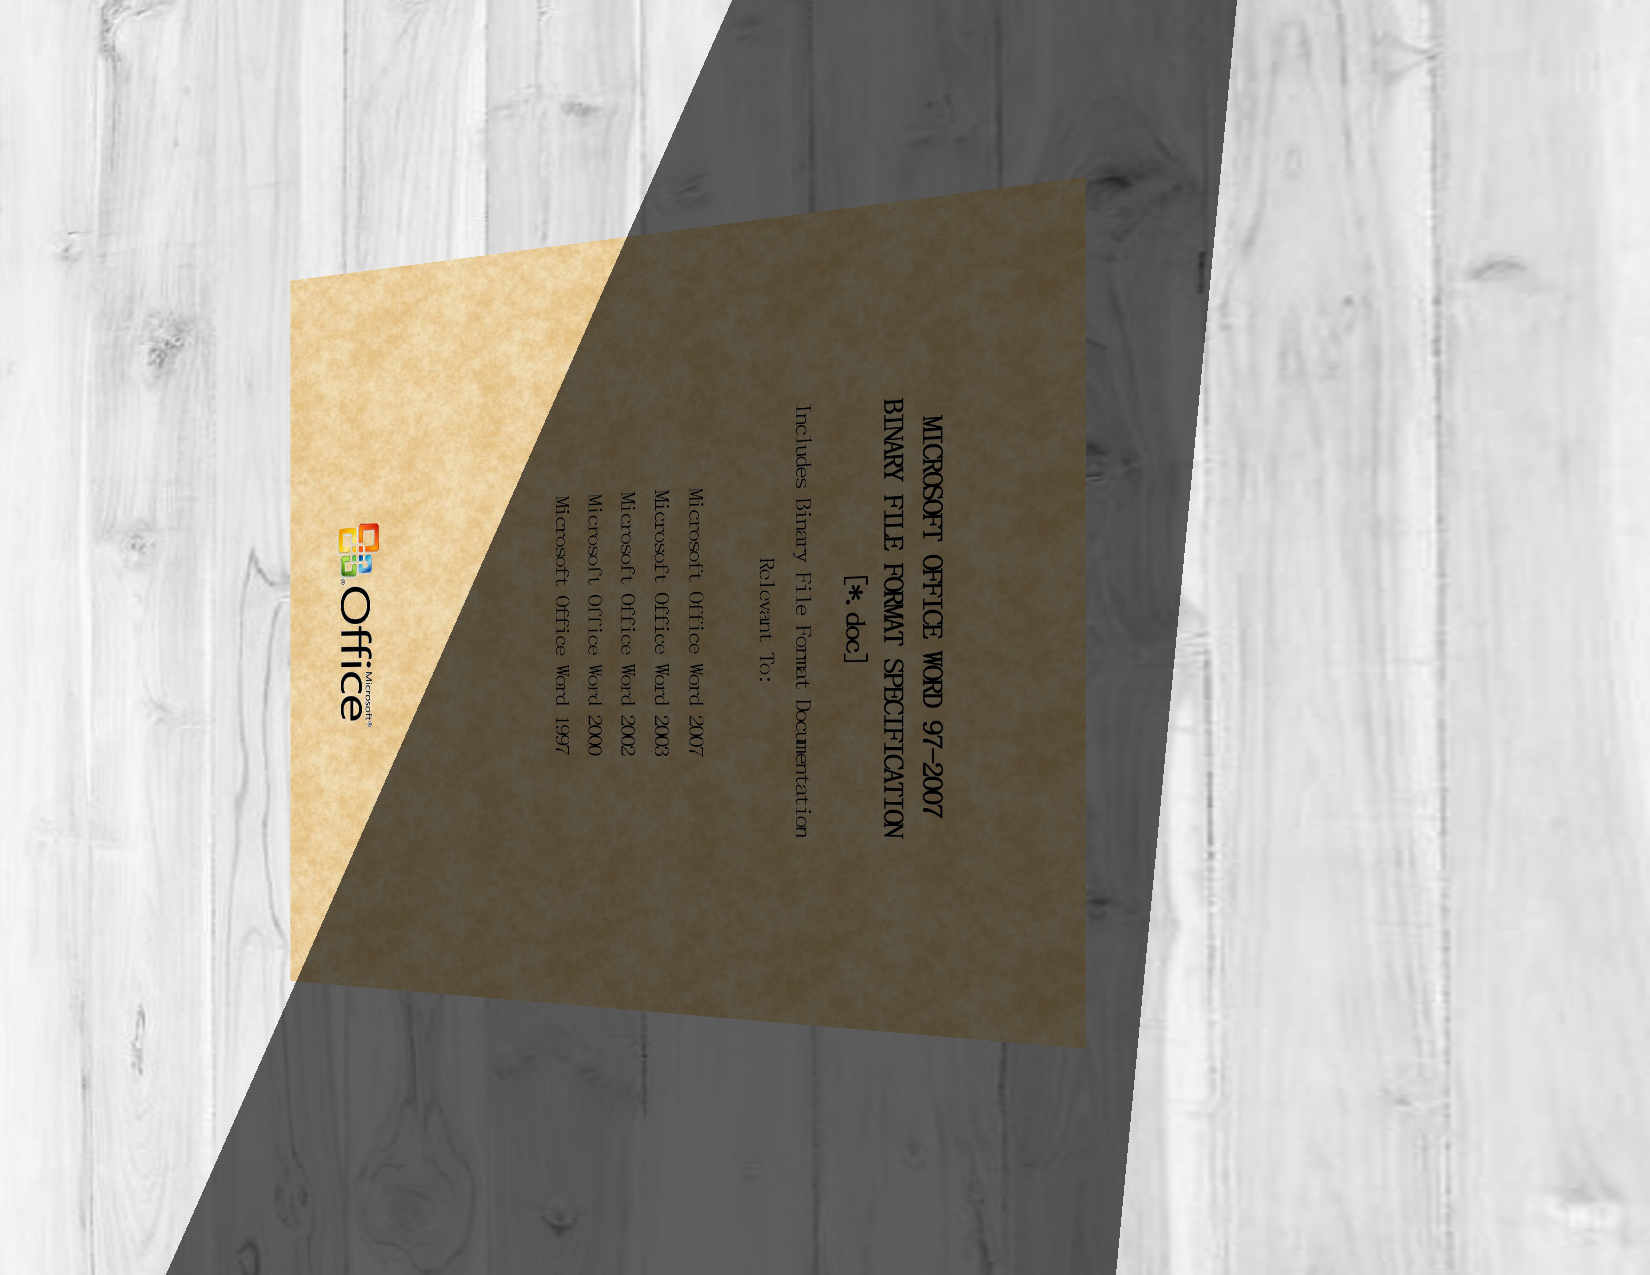 MICROSOFT OFFICE WORD 97-2007
BINARY FILE FORMAT SPECIFICATION
[*.doc]
Includes Binary File Format Documentation
Relevant To:
Microsoft Office Word 2007
Microsoft Office Word 2003
Microsoft Office Word 2002
Microsoft Office Word 2000
Microsoft Office Word 1997
Microsoft®
® Office